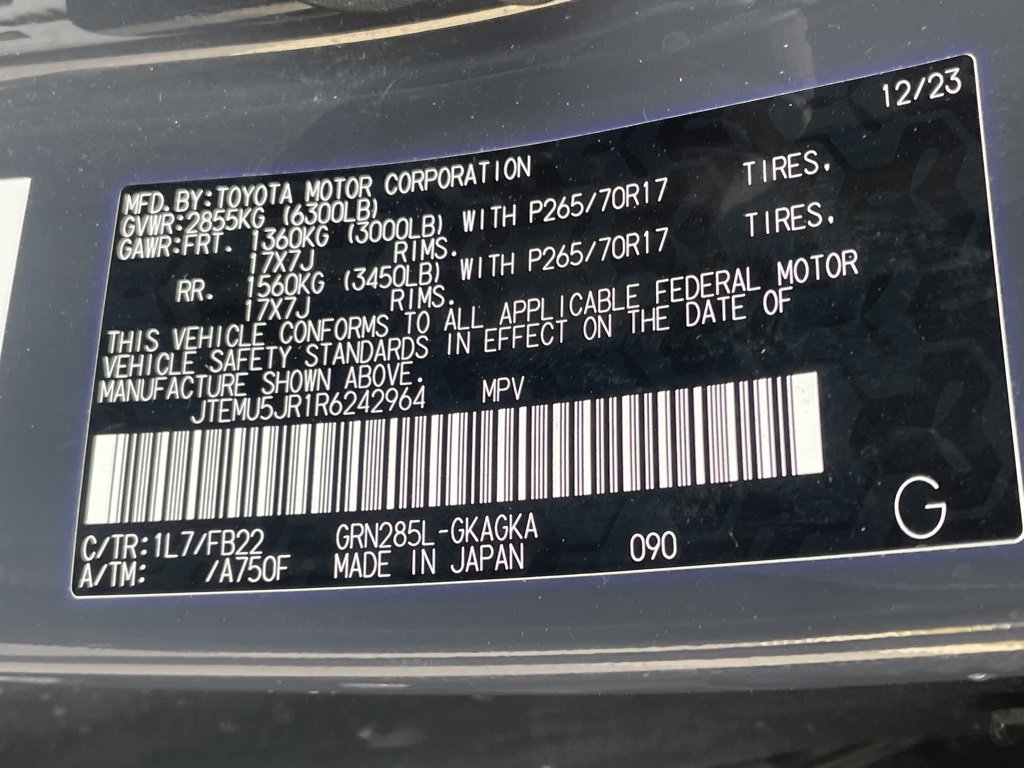 12/23
MFD. BY: TOYOTA MOTOR CORPORATION
GVWR: 2855KG (6300LB)
GAWR: FRT. 1360KG (3000LB) WITH P265/70R17 TIRES.
17X7J RIMS.
RR. 1560KG (3450LB) WITH P265/70R17 TIRES.
17X7J RIMS.
THIS VEHICLE CONFORMS TO ALL APPLICABLE FEDERAL MOTOR
VEHICLE SAFETY STANDARDS IN EFFECT ON THE DATE OF
MANUFACTURE SHOWN ABOVE.
JTEMU5JR1R6242964 MPV
C/TR: 1L7/FB22 GRN285L-GKAGKA
A/TM: /A750F MADE IN JAPAN 090 G